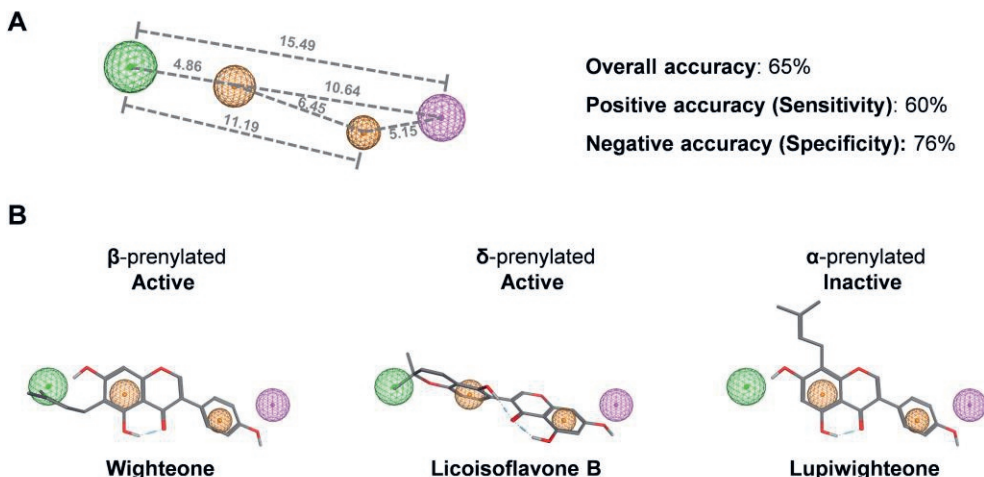 A
15.49
4.86
10.64
6.45
11.19
5.15
Overall accuracy: 65%
Positive accuracy (Sensitivity): 60%
Negative accuracy (Specificity): 76%
B
β-prenylated
Active
δ-prenylated
Active
α-prenylated
Inactive
Wighteone
Licoisoflavone B
Lupiwighteone